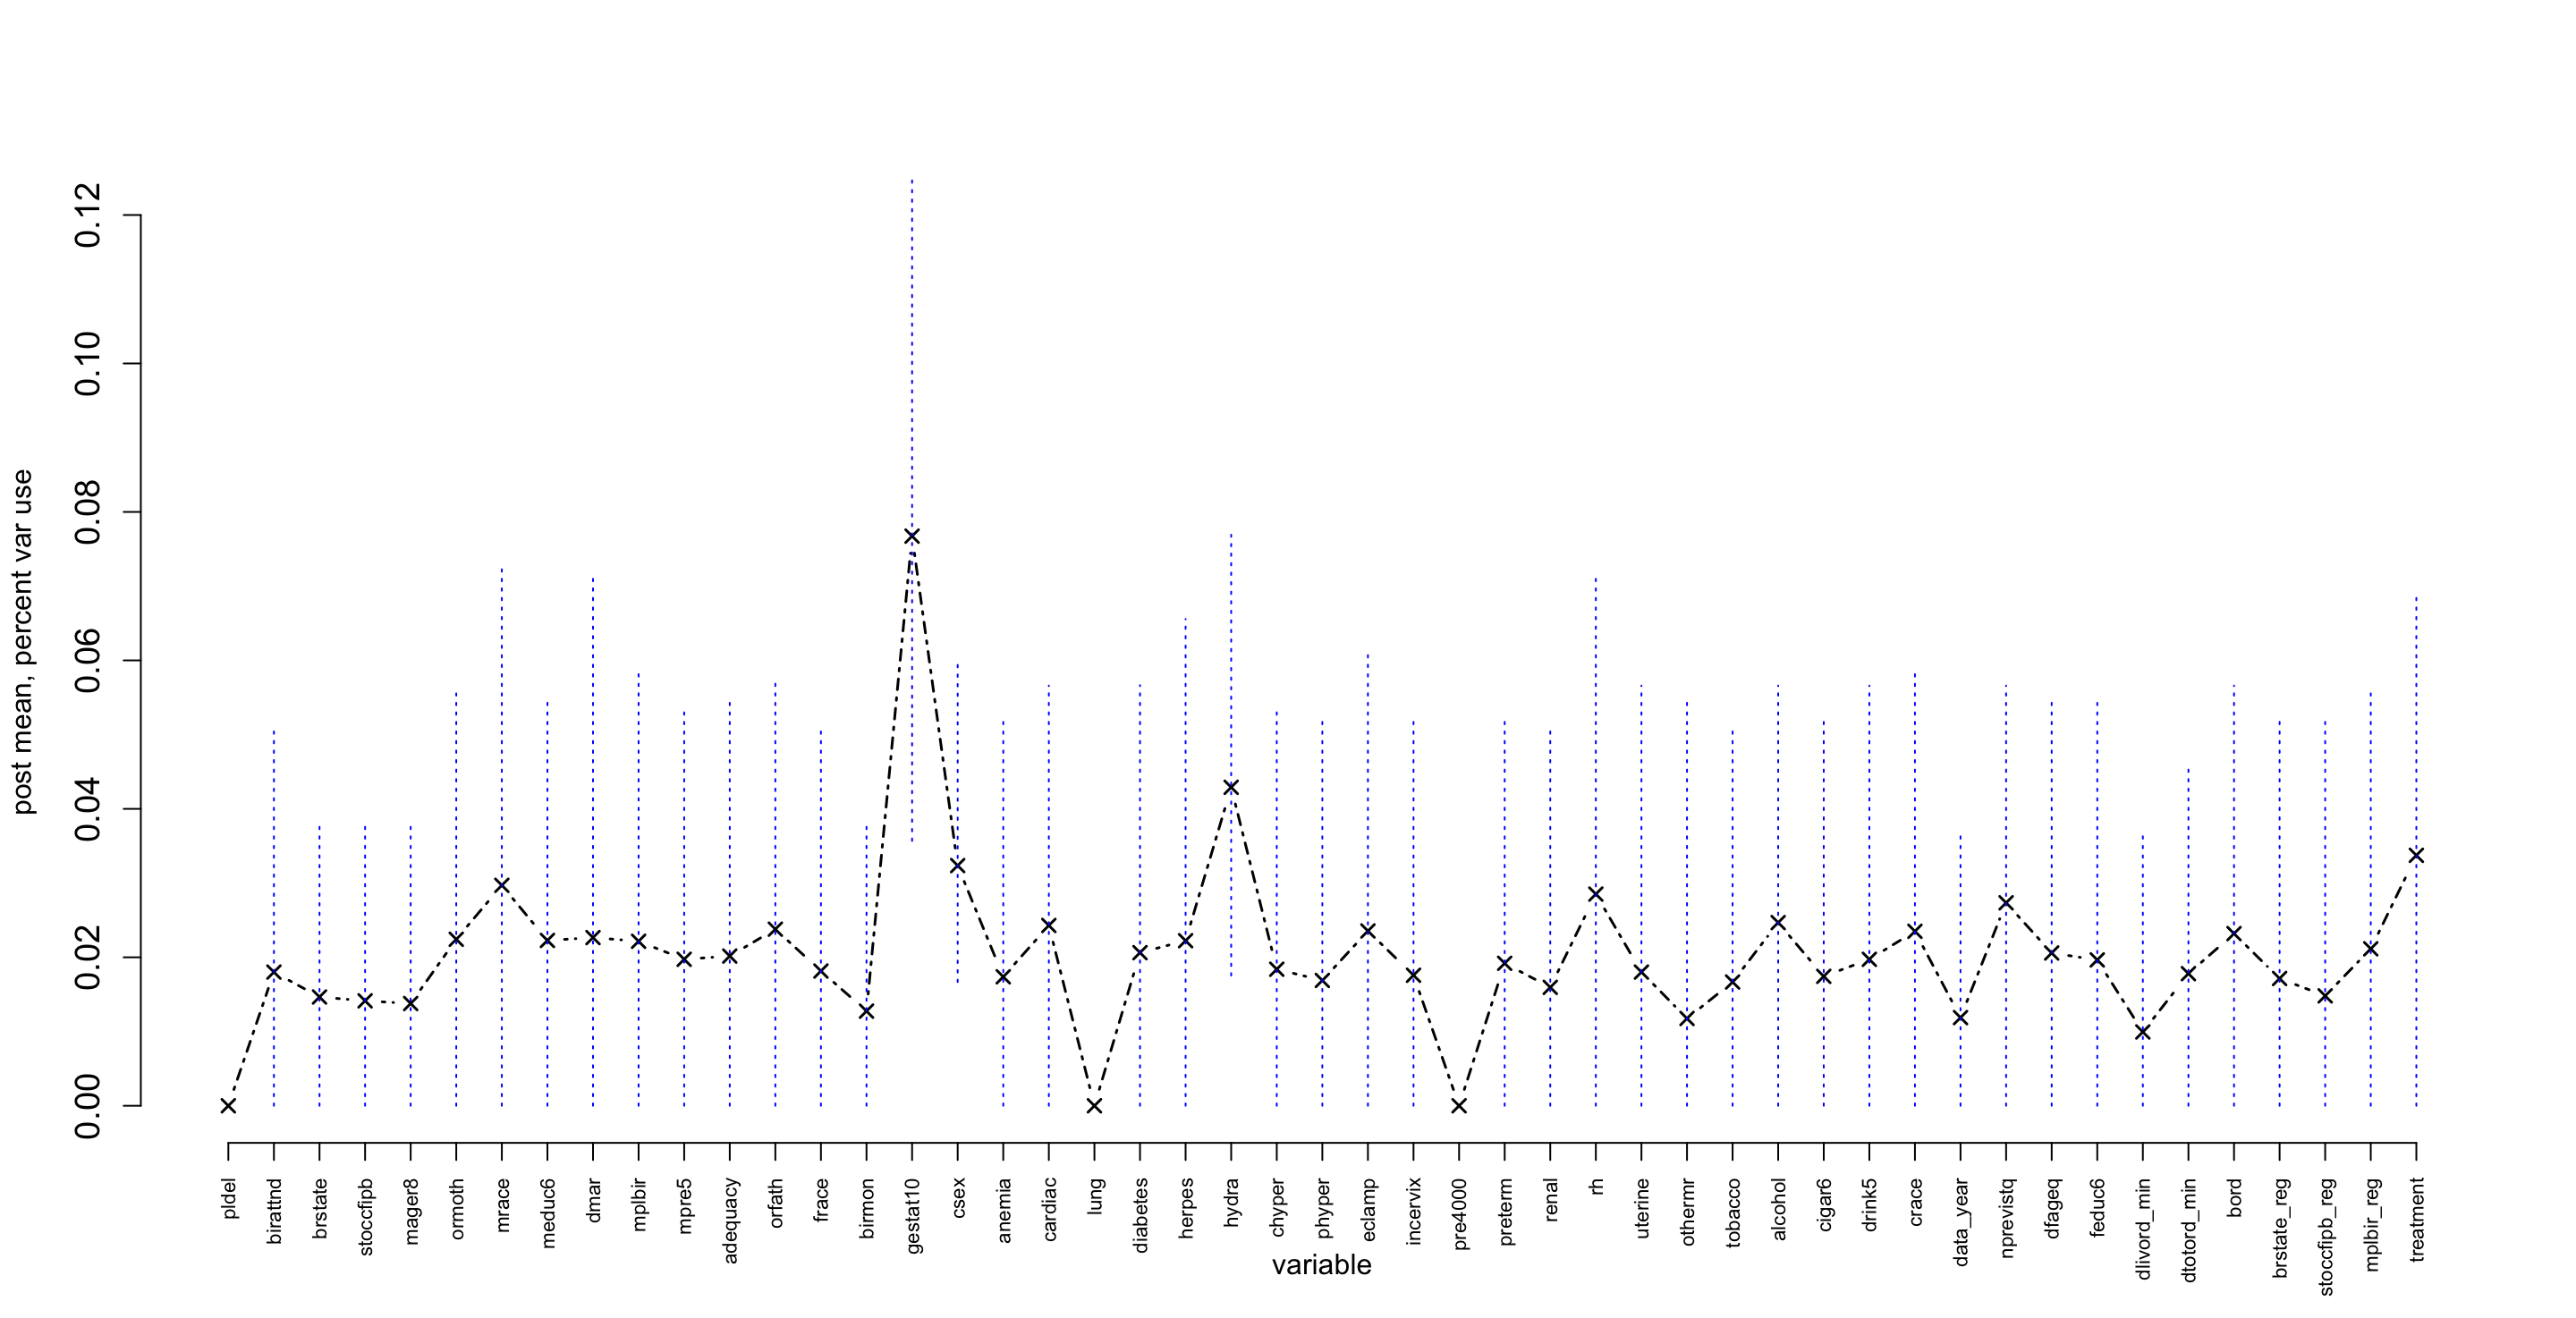 post mean, percent var use
0.12
0.10
0.08
0.06
0.04
0.02
0.00
pldel
birattnd
brstate
stoccfipb
mager8
ormoth
mrace
meduc6
dmar
mplbir
mpre5
adequacy
orfath
frace
birmon
gestat10
csex
anemia
cardiac
lung
diabetes
herpes
hydra
chyper
phyper
eclamp
incervix
pre4000
preterm
renal
rh
uterine
othermr
tobacco
alcohol
cigar6
drink5
crace
data_year
nprevistq
dfageq
feduc6
dlivord_min
dtotord_min
bord
brstate_reg
stoccfipb_reg
mplbir_reg
treatment
variable